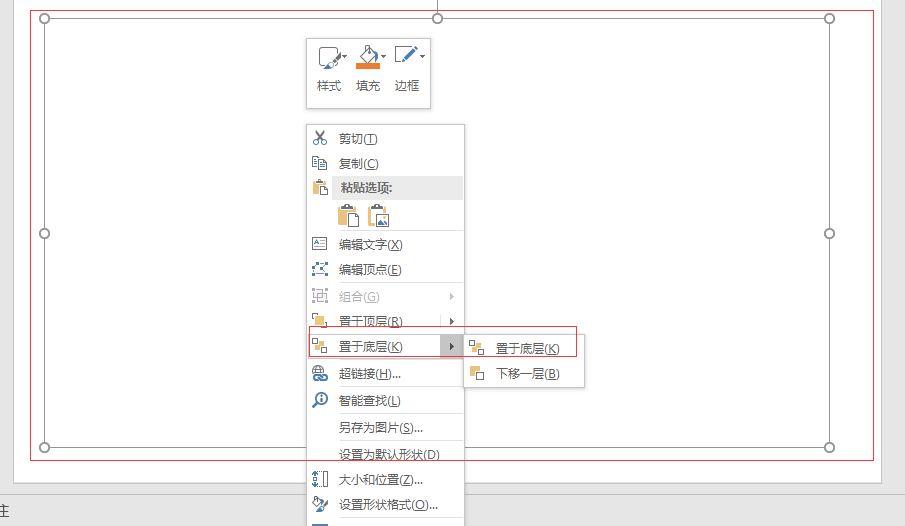 样式 填充 边框
剪切(T)
复制(C)
粘贴选项:
编辑文字(X)
编辑顶点(E)
组合(G)
置于顶层(R)
置于底层(K)
置于底层(K)
下移一层(B)
超链接(H)...
智能查找(L)
另存为图片(S)...
设置为默认形状(D)
大小和位置(Z)...
设置形状格式(O)...
注